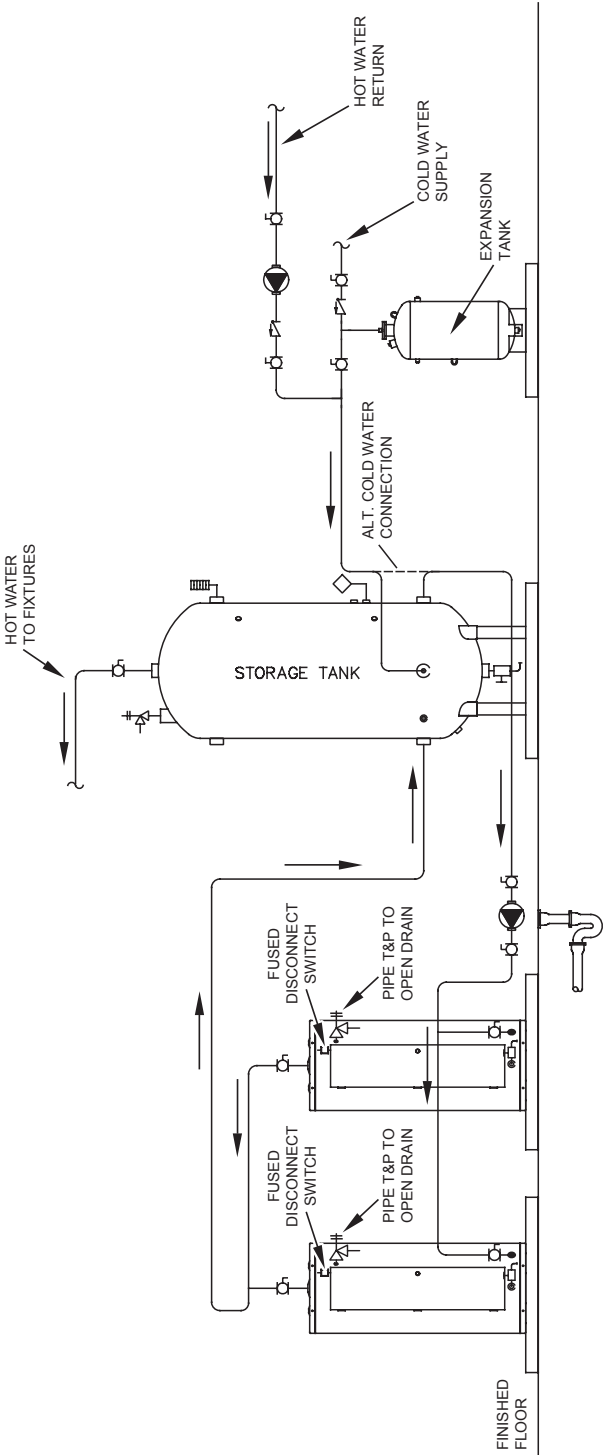 HOT WATER
TO FIXTURES
HOT WATER
RETURN
COLD WATER
SUPPLY
EXPANSION
TANK
ALT. COLD WATER
CONNECTION
STORAGE TANK
FUSED
DISCONNECT
SWITCH
PIPE T&P TO
OPEN DRAIN
FUSED
DISCONNECT
SWITCH
PIPE T&P TO
OPEN DRAIN
FINISHED
FLOOR